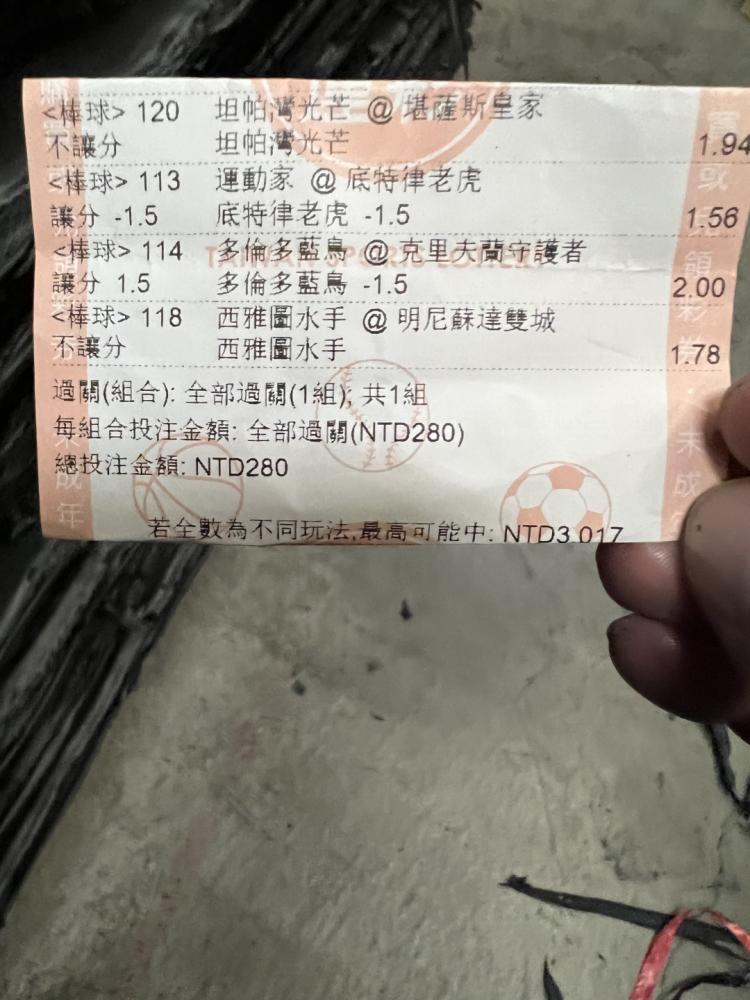 <棒球> 120 坦帕灣光芒 @ 堪薩斯皇家
不讓分 坦帕灣光芒 1.94
<棒球> 113 運動家 @ 底特律老虎
讓分 -1.5 底特律老虎 -1.5 1.56
<棒球> 114 多倫多藍鳥 @ 克里夫蘭守護者
讓分 1.5 多倫多藍鳥 -1.5 2.00
<棒球> 118 西雅圖水手 @ 明尼蘇達雙城
不讓分 西雅圖水手 1.78
過關(組合): 全部過關(1組); 共1組
每組合投注金額: 全部過關(NTD280)
總投注金額: NTD280
若全數為不同玩法,最高可能中: NTD3,017